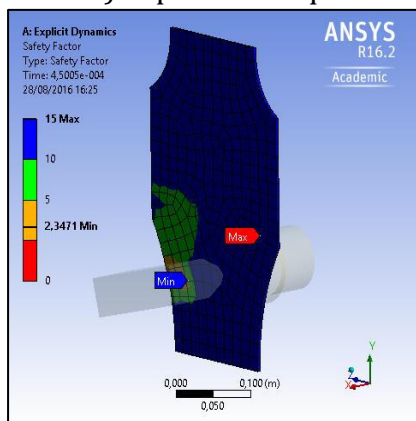 A: Explicit Dynamics
Safety Factor
Type: Safety Factor
Time: 4,5005e-004
28/08/2016 16:25
ANSYS
R16.2
Academic
15 Max
10
5
2,3471 Min
0
Max
Min
0,000
0,100 (m)
0,050
Y
Z
X